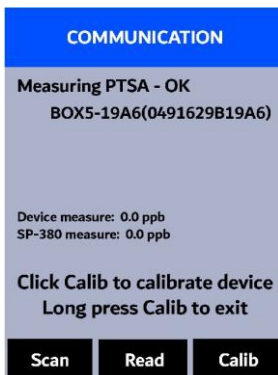 COMMUNICATION
Measuring PTSA - OK
BOX5-19A6(0491629B19A6)
Device measure: 0.0 ppb
SP-380 measure: 0.0 ppb
Click Calib to calibrate device
Long press Calib to exit
Scan Read Calib